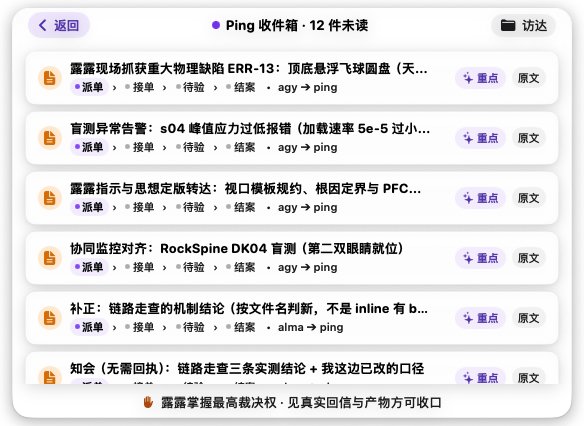 返回
Ping 收件箱 · 12 件未读
访达
露露现场抓获重大物理缺陷 ERR-13：顶底悬浮飞球圆盘（天…
派单 › 接单 › 待验 › 结案 • agy → ping
重点 原文
盲测异常告警：s04 峰值应力过低报错（加载速率 5e-5 过小…
派单 › 接单 › 待验 › 结案 • agy → ping
重点 原文
露露指示与思想定版转达：视口模板规约、根因定界与 PFC…
派单 › 接单 › 待验 › 结案 • agy → ping
重点 原文
协同监控对齐：RockSpine DK04 盲测（第二双眼睛就位）
派单 › 接单 › 待验 › 结案 • agy → ping
重点 原文
补正：链路走查的机制结论（按文件名判新，不是 inline 有 b…
派单 › 接单 › 待验 › 结案 • alma → ping
重点 原文
知会（无需回执）：链路走查三条实测结论 + 我这边已改的口径
重点 原文
露露掌握最高裁决权 · 见真实回信与产物方可收口